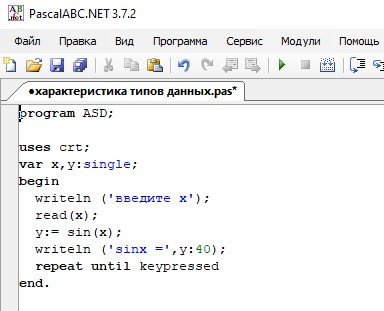 PascalABC.NET 3.7.2
Файл Правка Вид Программа Сервис Модули Помощь
●характеристика типов данных.pas*
program ASD;
uses crt;
var x,y:single;
begin
writeln ('введите x');
read(x);
y:= sin(x);
writeln ('sinx =',y:40);
repeat until keypressed
end.